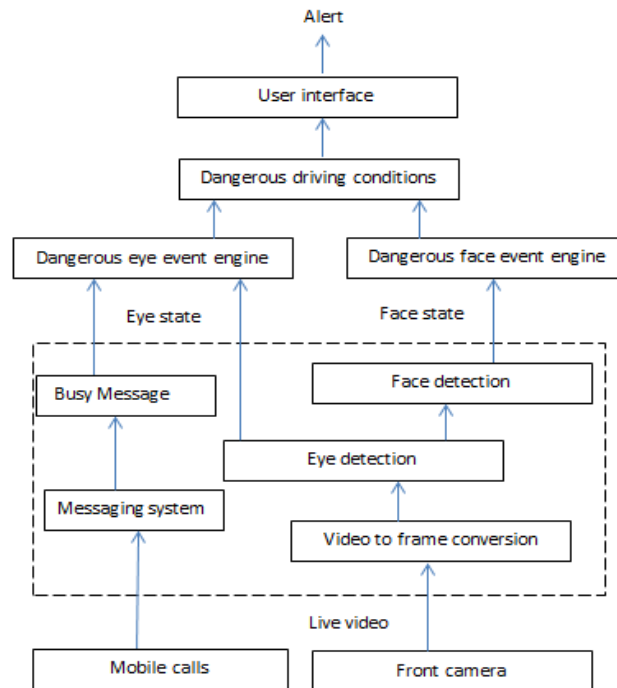 Alert
User interface
Dangerous driving conditions
Dangerous eye event engine
Dangerous face event engine
Eye state
Face state
Busy Message
Face detection
Eye detection
Messaging system
Video to frame conversion
Live video
Mobile calls
Front camera